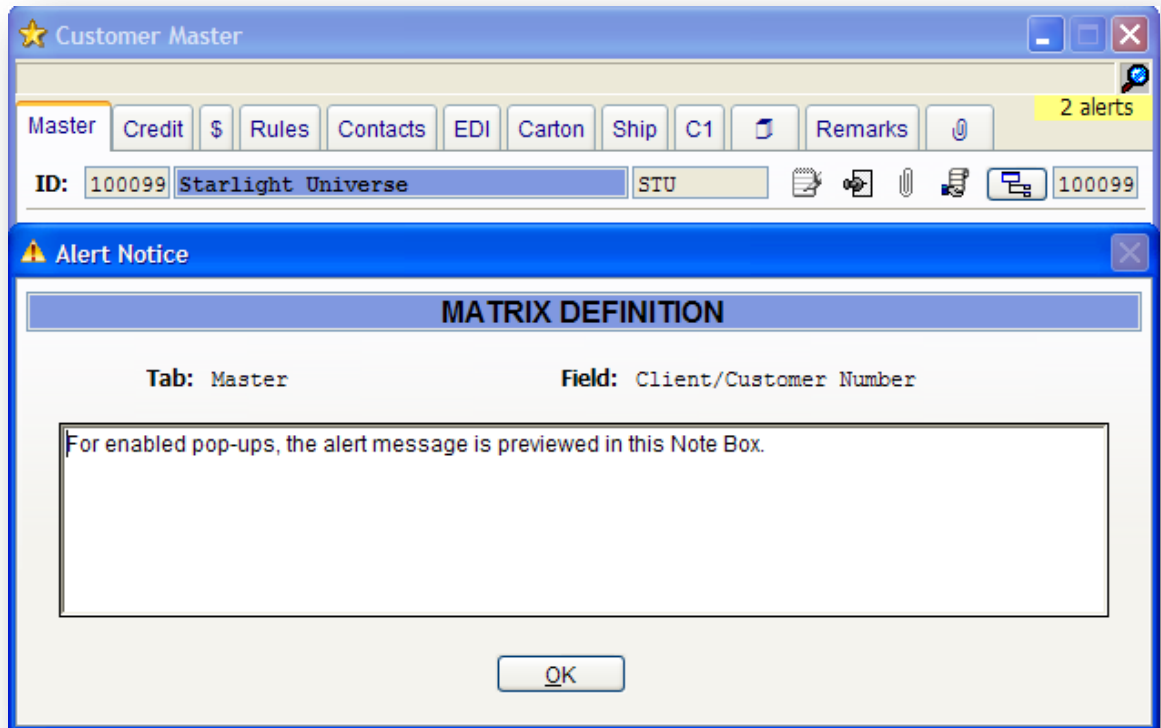 Customer Master
2 alerts
Master Credit $ Rules Contacts EDI Carton Ship C1 Remarks
ID: 100099 Starlight Universe STU 100099
Alert Notice
MATRIX DEFINITION
Tab: Master Field: Client/Customer Number
For enabled pop-ups, the alert message is previewed in this Note Box.
OK